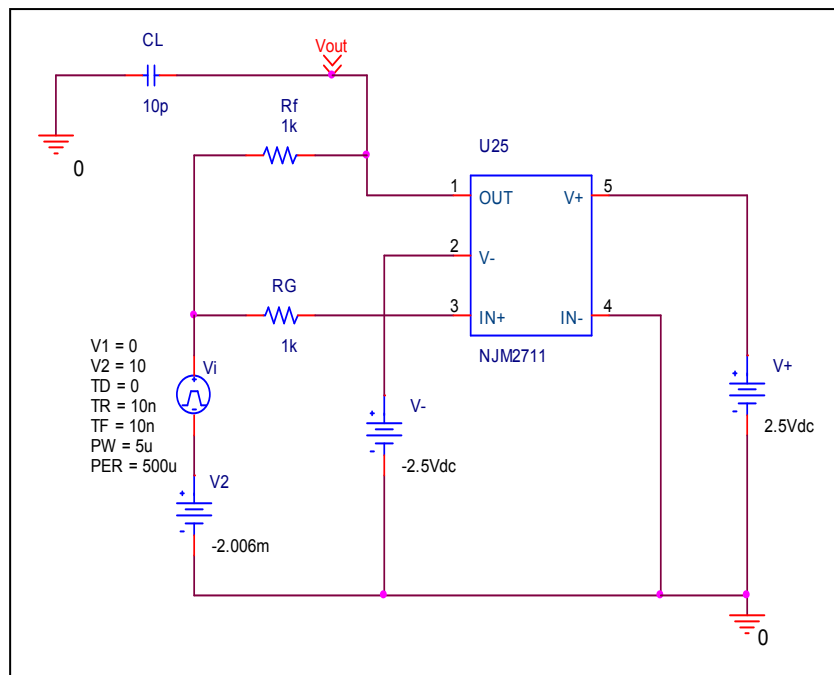 CL
Vout
10p
0
Rf
1k
U25
1
OUT
V+
5
2
V-
RG
1k
3
IN+
IN-
4
NJM2711
V1 = 0
V2 = 10
TD = 0
TR = 10n
TF = 10n
PW = 5u
PER = 500u
Vi
V-
-2.5Vdc
V+
2.5Vdc
V2
-2.006m
0